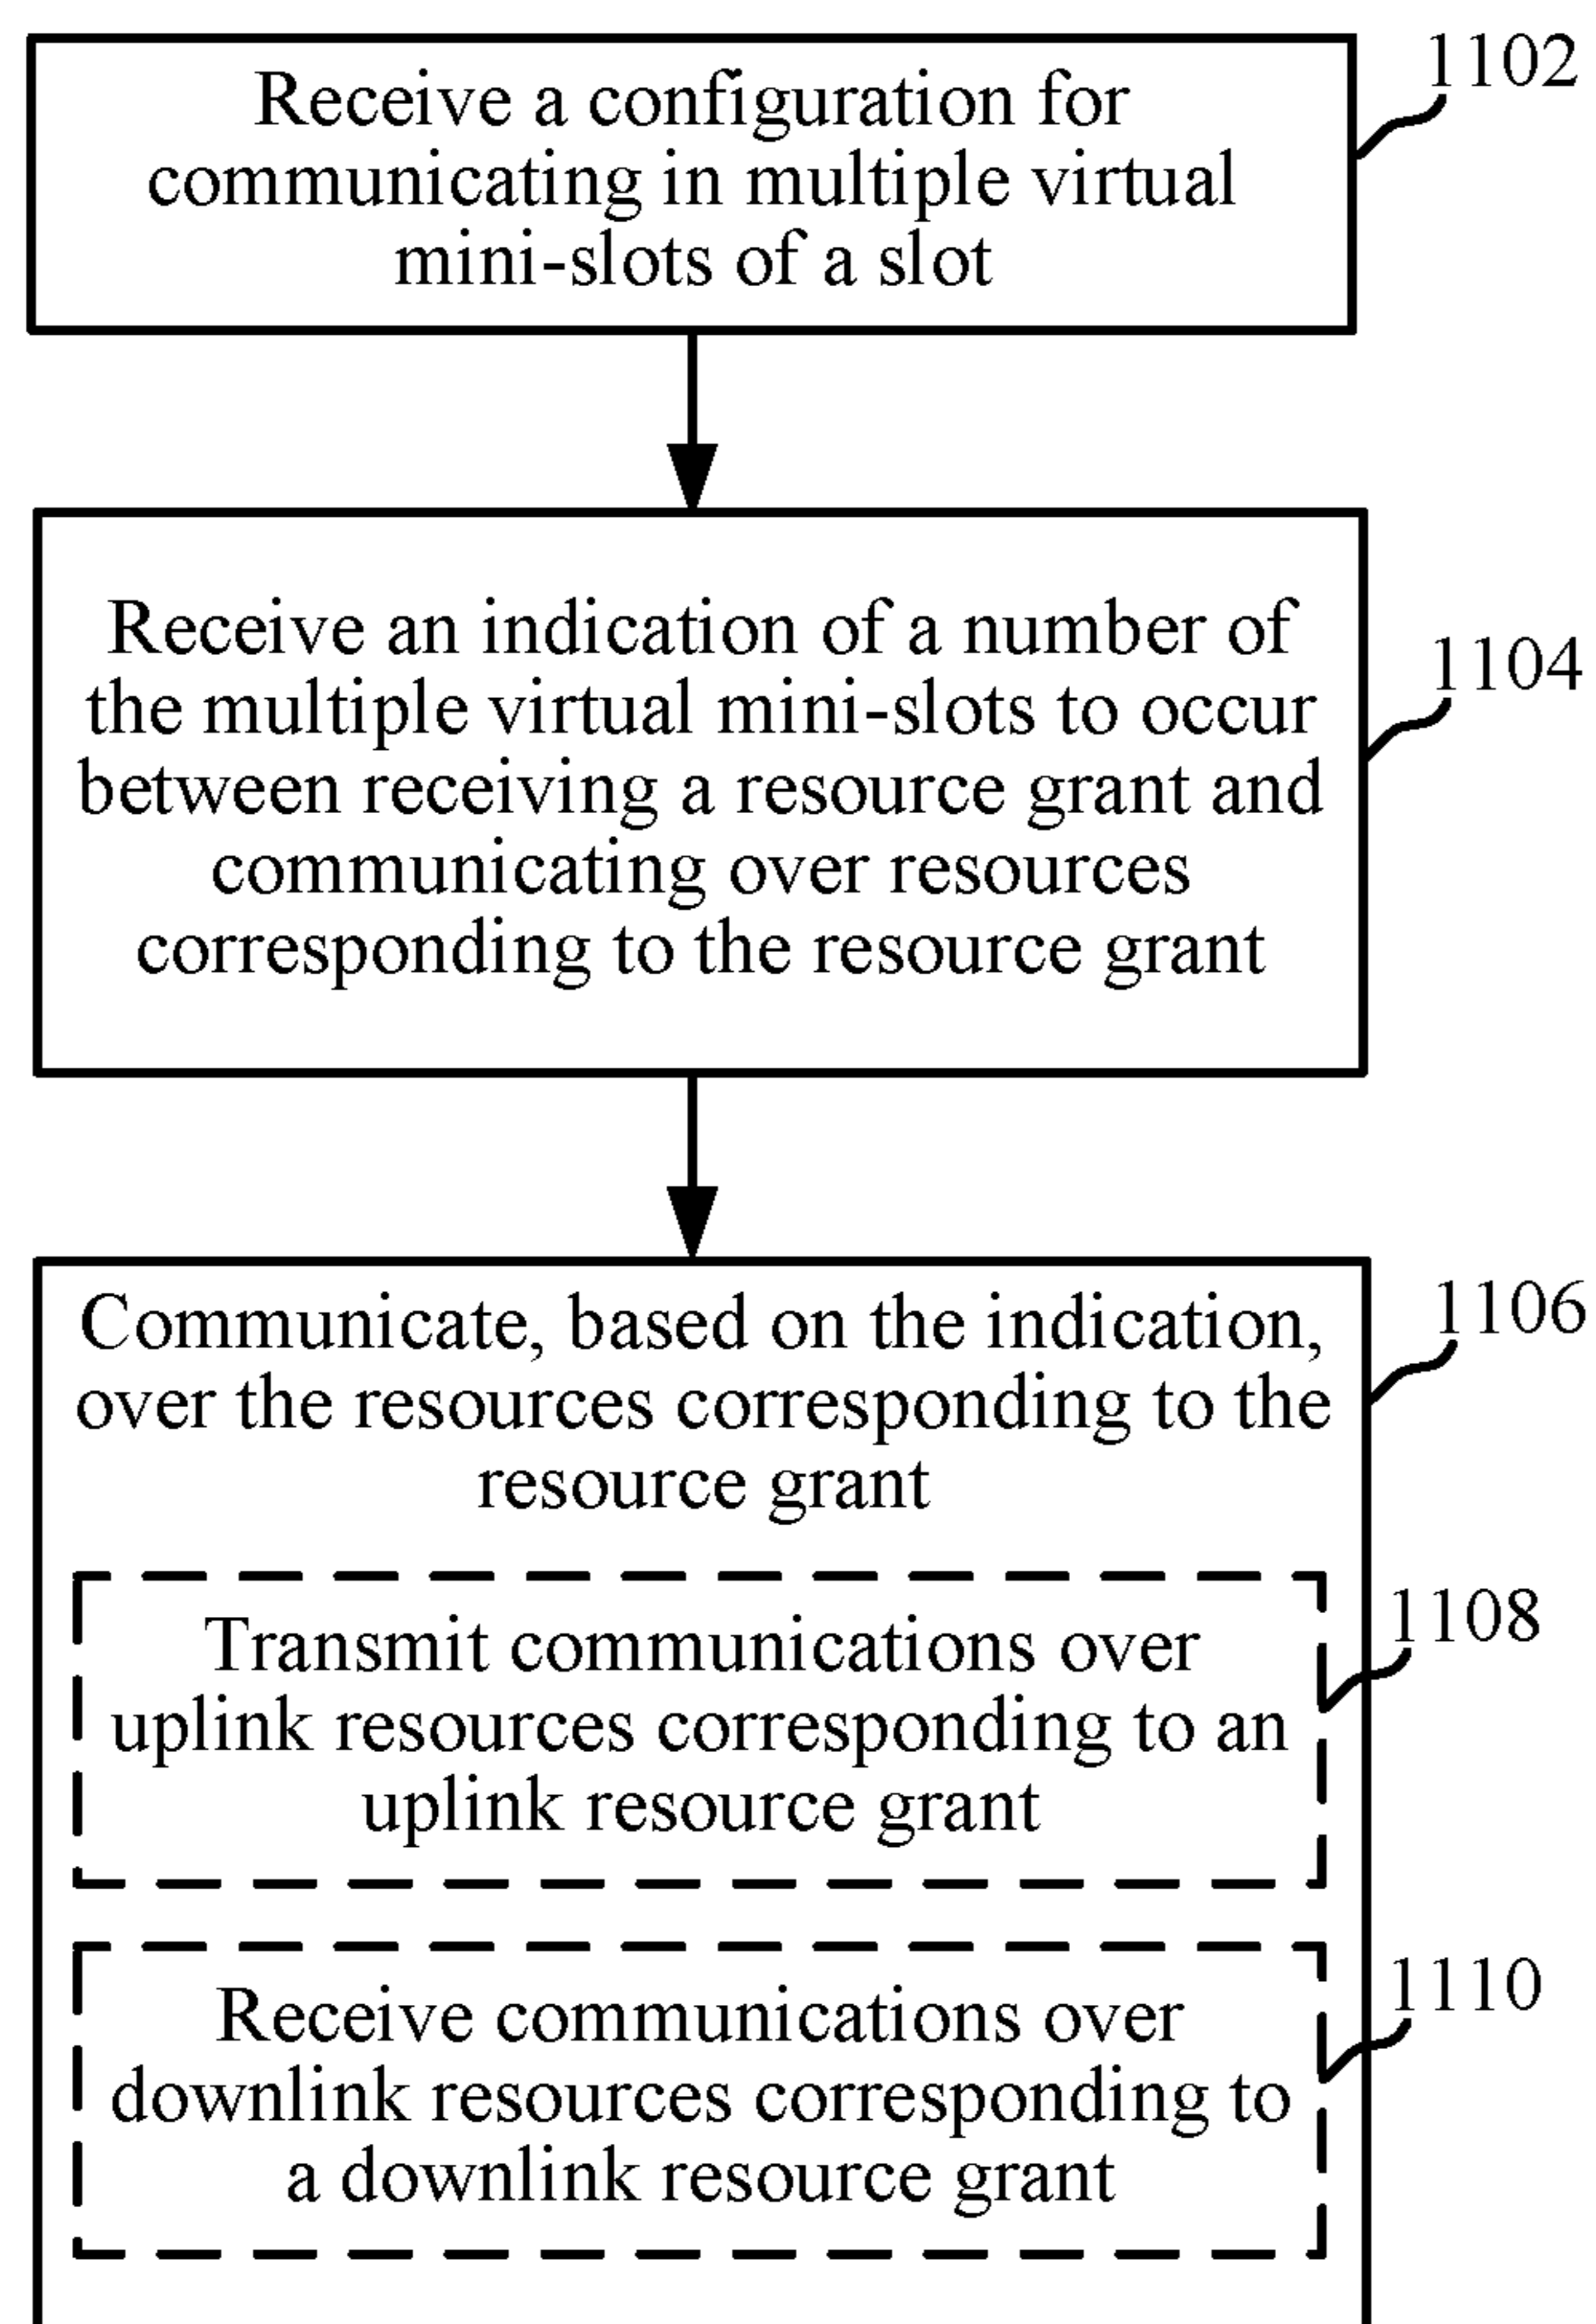 1102
Receive a configuration for
communicating in multiple virtual
mini-slots of a slot
1104
Receive an indication of a number of
the multiple virtual mini-slots to occur
between receiving a resource grant and
communicating over resources
corresponding to the resource grant
1106
Communicate, based on the indication,
over the resources corresponding to the
resource grant
1108
Transmit communications over
uplink resources corresponding to an
uplink resource grant
1110
Receive communications over
downlink resources corresponding to
a downlink resource grant